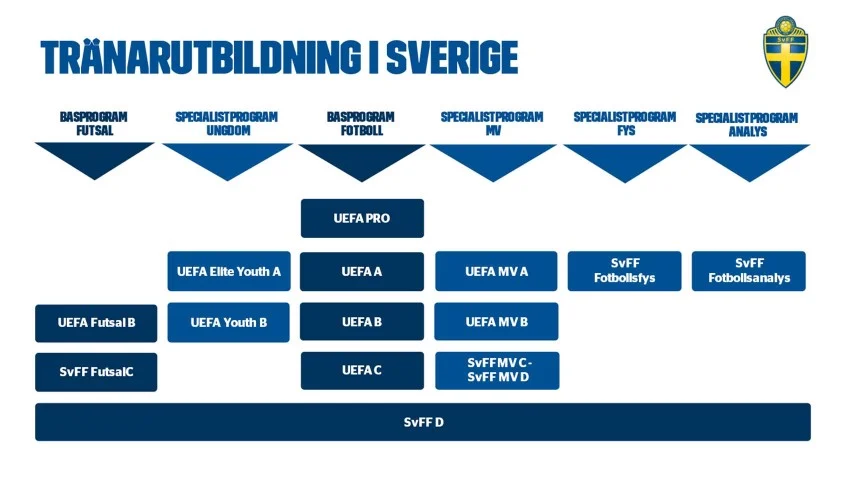 TRÄNARUTBILDNING I SVERIGE
SvFF
BASPROGRAM
FUTSAL
SPECIALISTPROGRAM
UNGDOM
BASPROGRAM
FOTBOLL
SPECIALISTPROGRAM
MV
SPECIALISTPROGRAM
FYS
SPECIALISTPROGRAM
ANALYS
UEFA PRO
UEFA Elite Youth A
UEFA A
UEFA MV A
SvFF
Fotbollsfys
SvFF
Fotbollsanalys
UEFA Futsal B
UEFA Youth B
UEFA B
UEFA MV B
SvFF FutsalC
UEFA C
SvFF MV C -
SvFF MV D
SvFF D